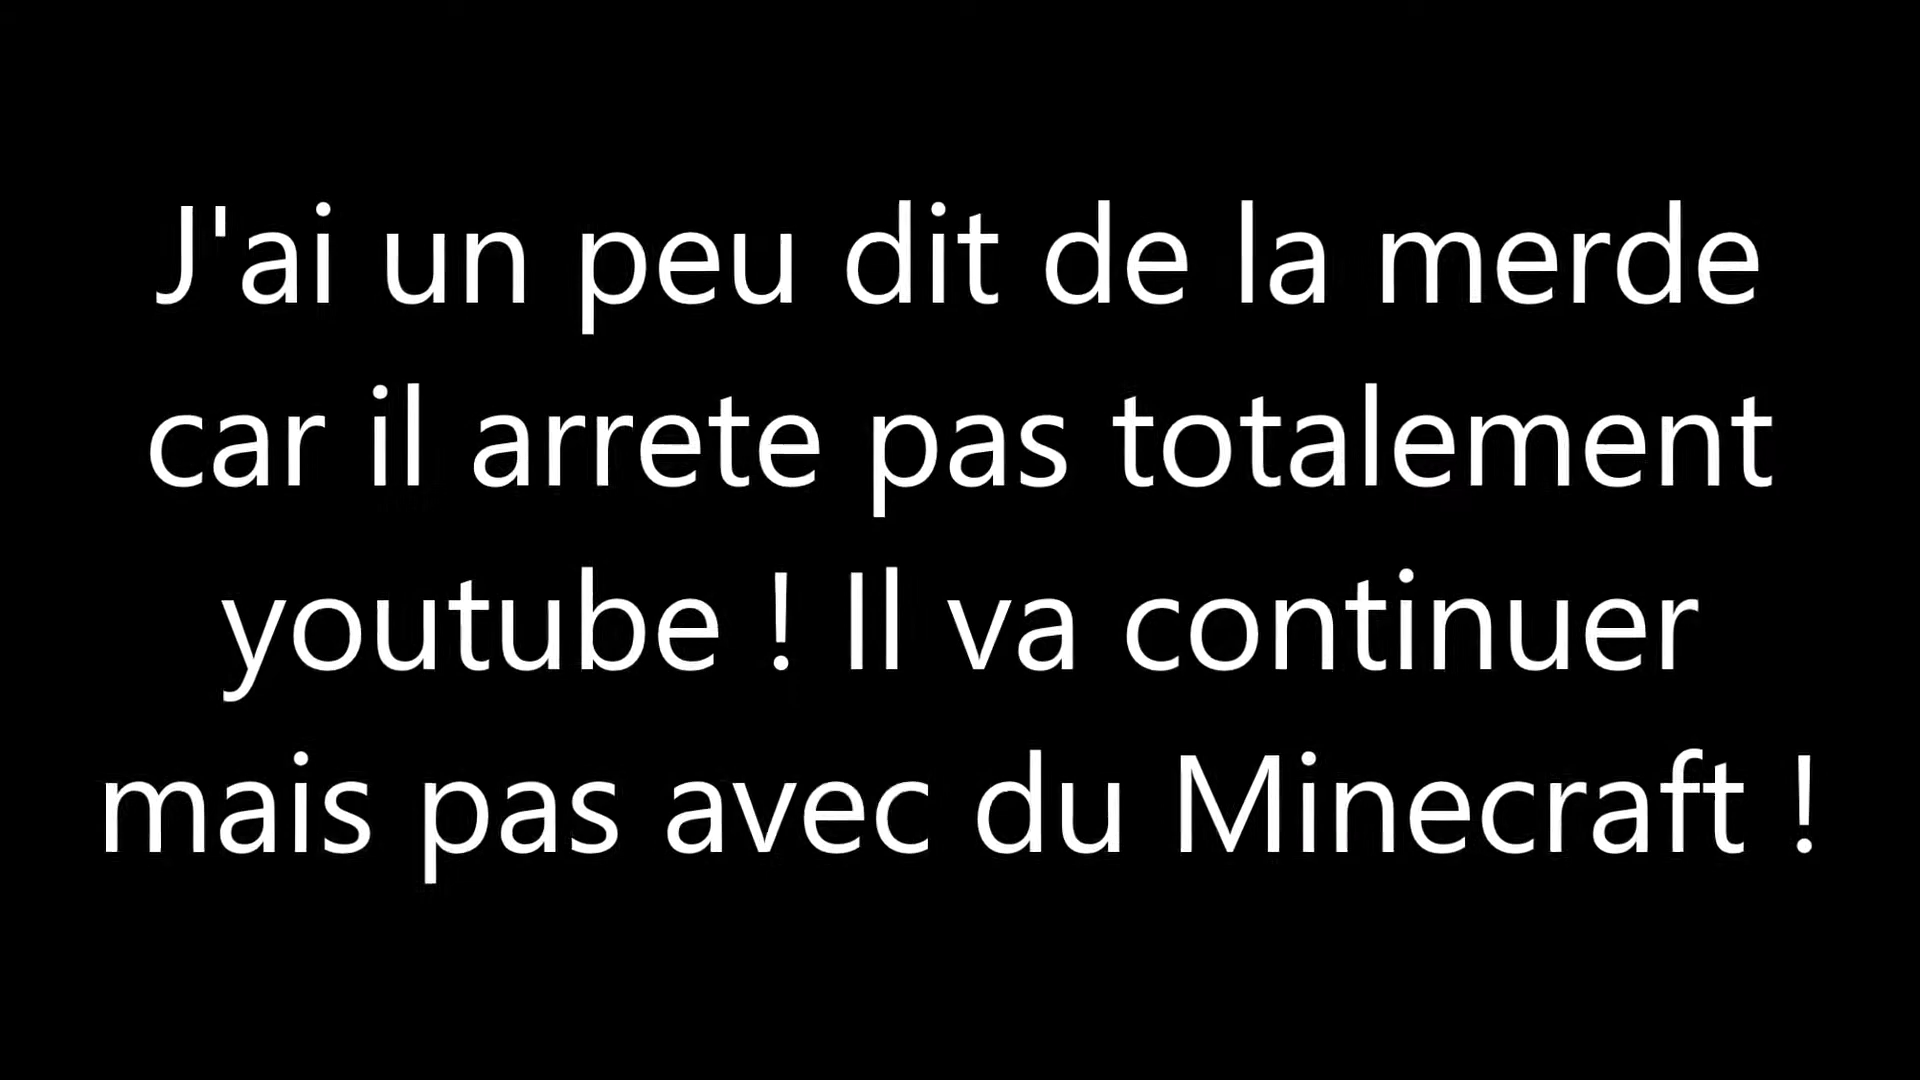 J'ai un peu dit de la merde
car il arrete pas totalement
youtube ! Il va continuer
mais pas avec du Minecraft !